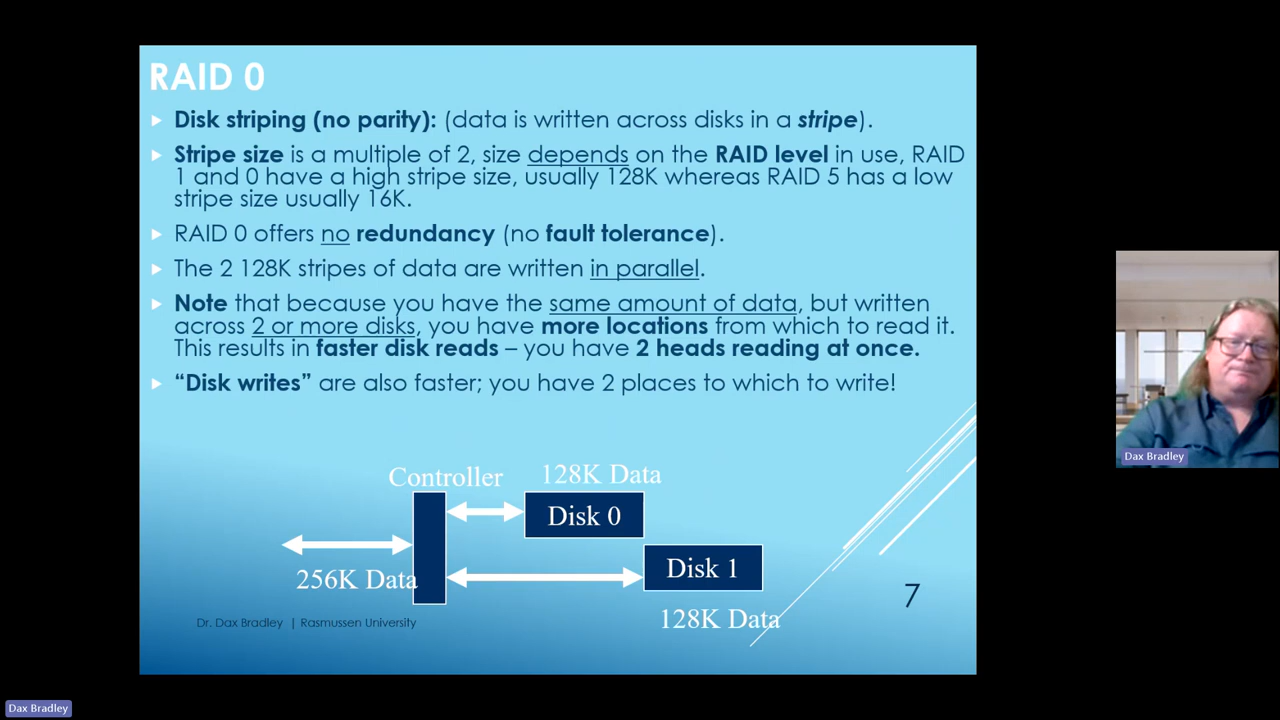 RAID 0
Disk striping (no parity): (data is written across disks in a stripe).
Stripe size is a multiple of 2, size depends on the RAID level in use, RAID
1 and 0 have a high stripe size, usually 128K whereas RAID 5 has a low
stripe size usually 16K.
RAID 0 offers no redundancy (no fault tolerance).
The 2 128K stripes of data are written in parallel.
Note that because you have the same amount of data, but written
across 2 or more disks, you have more locations from which to read it.
This results in faster disk reads – you have 2 heads reading at once.
“Disk writes” are also faster; you have 2 places to which to write!
Controller
128K Data
Disk 0
Disk 1
256K Data
128K Data
7
Dr. Dax Bradley | Rasmussen University
Dax Bradley
Dax Bradley